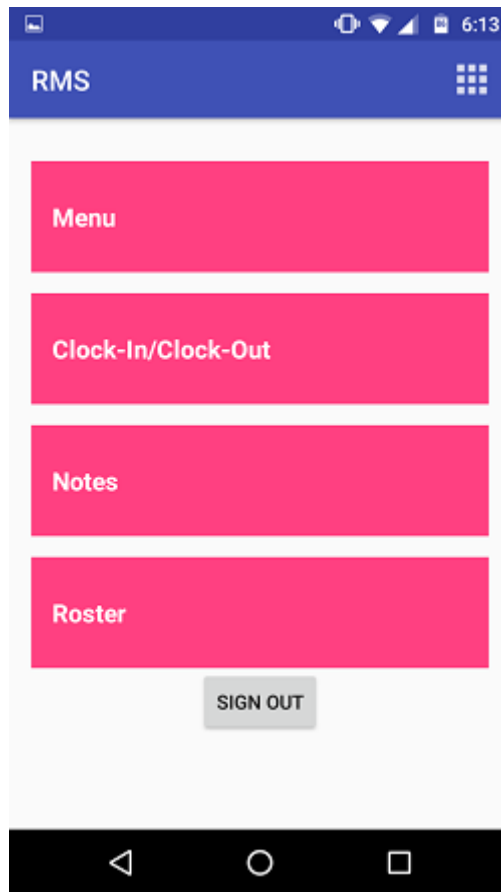 6:13
RMS
Menu
Clock-In/Clock-Out
Notes
Roster
SIGN OUT